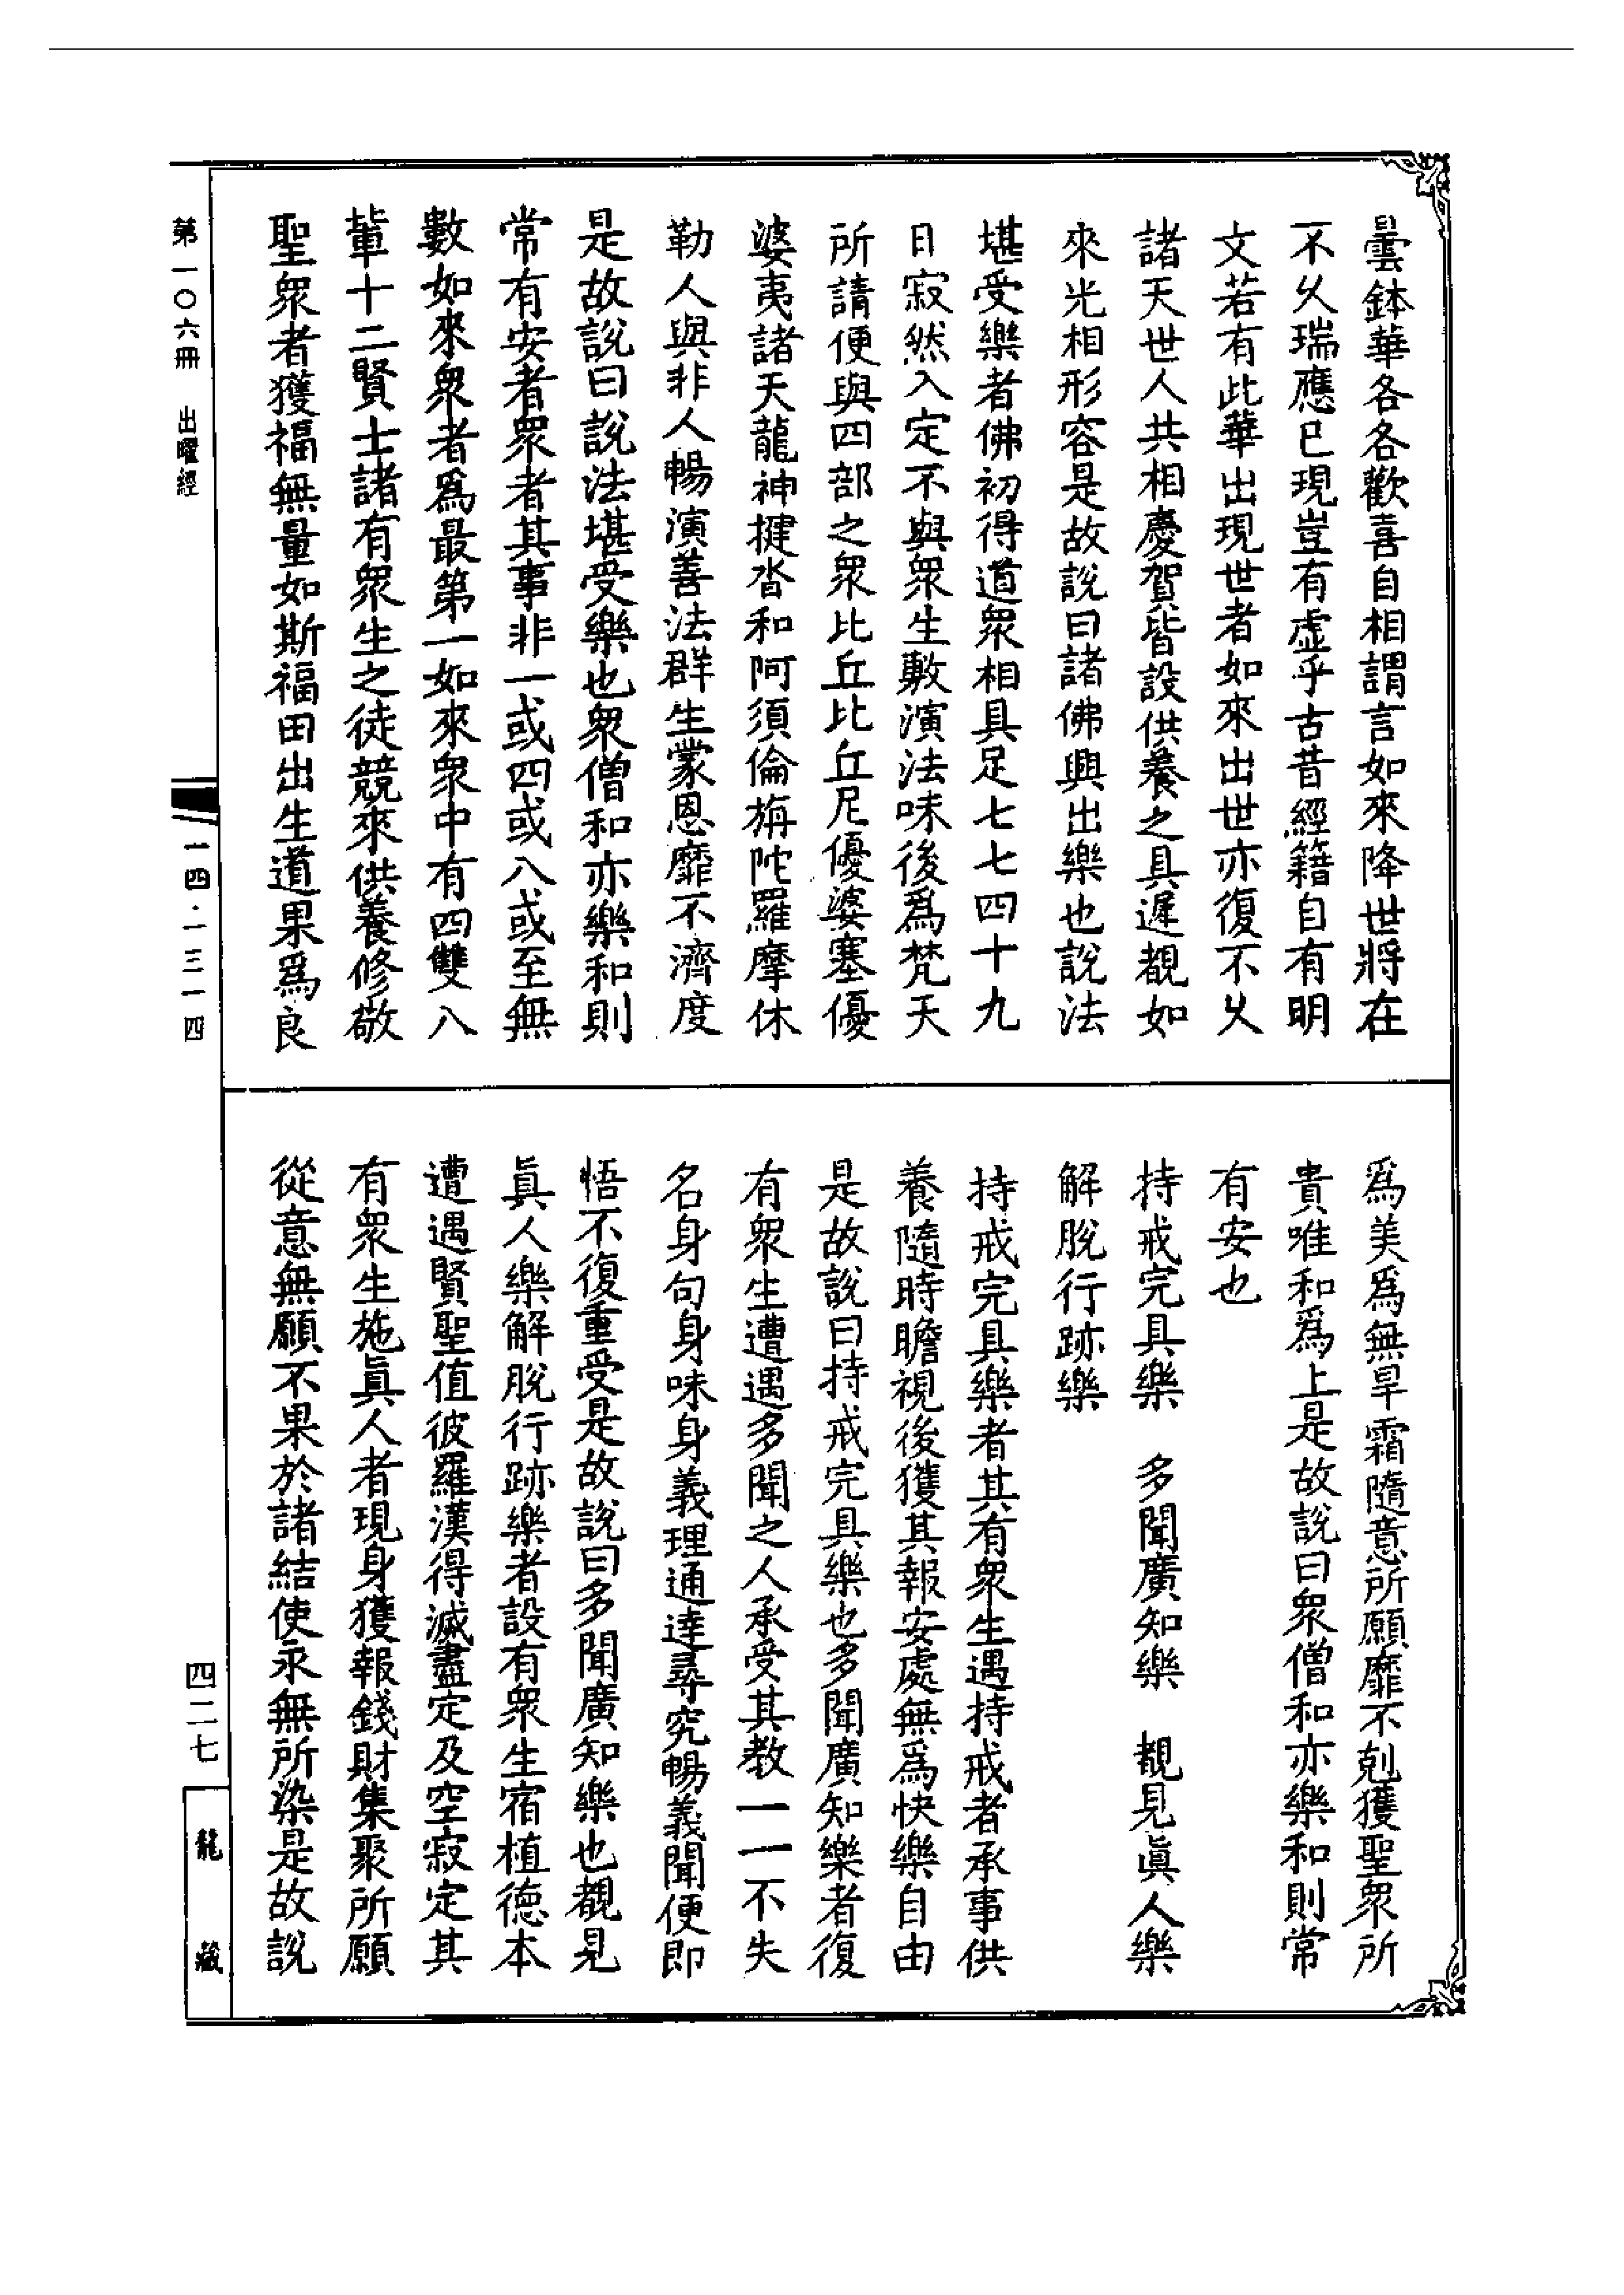 曇鉢華各各歡喜自相謂言如來降世將在
不久瑞應已現豈有虛乎古昔經籍自有明
文若有此華出現世者如來出世亦復不久
諸天世人共相慶賀皆設供養之具遲覩如
來光相形容是故說曰諸佛興出樂也說法
堪受樂者佛初得道衆相具足七七四十九
日寂然入定不與衆生敷演法味後爲梵天
所請便與四部之衆比丘比丘尼優婆塞優
婆夷諸天龍神揵沓和阿須倫旃陀羅摩休
勒人與非人暢演善法群生蒙恩靡不濟度
是故說曰說法堪受樂也衆僧和亦樂和則
常有安者衆者其事非一或四或八或至無
數如來衆者爲最第一如來衆中有四雙八
輩十二賢士諸有衆生之徒競來供養修敬
聖衆者獲福無量如斯福田出生道果爲良
爲美爲無旱霜隨意所願靡不剋獲聖衆所
貴唯和爲上是故說曰衆僧和亦樂和則常
有安也
持戒完具樂　多聞廣知樂　覩見眞人樂
解脫行跡樂
持戒完具樂者其有衆生遇持戒者承事供
養隨時瞻視後獲其報安處無爲快樂自由
是故說曰持戒完具樂也多聞廣知樂者復
有衆生遭遇多聞之人承受其教一一不失
名身句身味身義理通達尋究暢義聞便即
悟不復重受是故說曰多聞廣知樂也覩見
眞人樂解脫行跡樂者設有衆生宿植德本
遭遇賢聖值彼羅漢得滅盡定及空寂定其
有衆生施眞人者現身獲報錢財集聚所願
從意無願不果於諸結使永無所染是故說
第一〇六冊　出曜經
一四·一三一四
四二七
龍藏